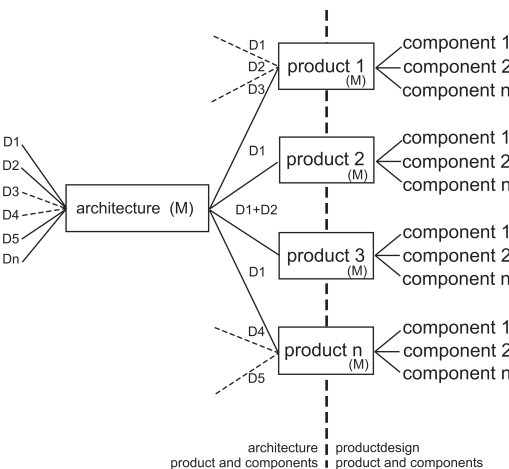 D1
D2
D3
D4
D5
Dn
architecture (M)
D1
D2
D3
D1
D1+D2
D1
D4
D5
product 1
(M)
component 1
component 2
component n
product 2
(M)
component 1
component 2
component n
product 3
(M)
component 1
component 2
component n
product n
(M)
component 1
component 2
component n
architecture
product and components
productdesign
product and components